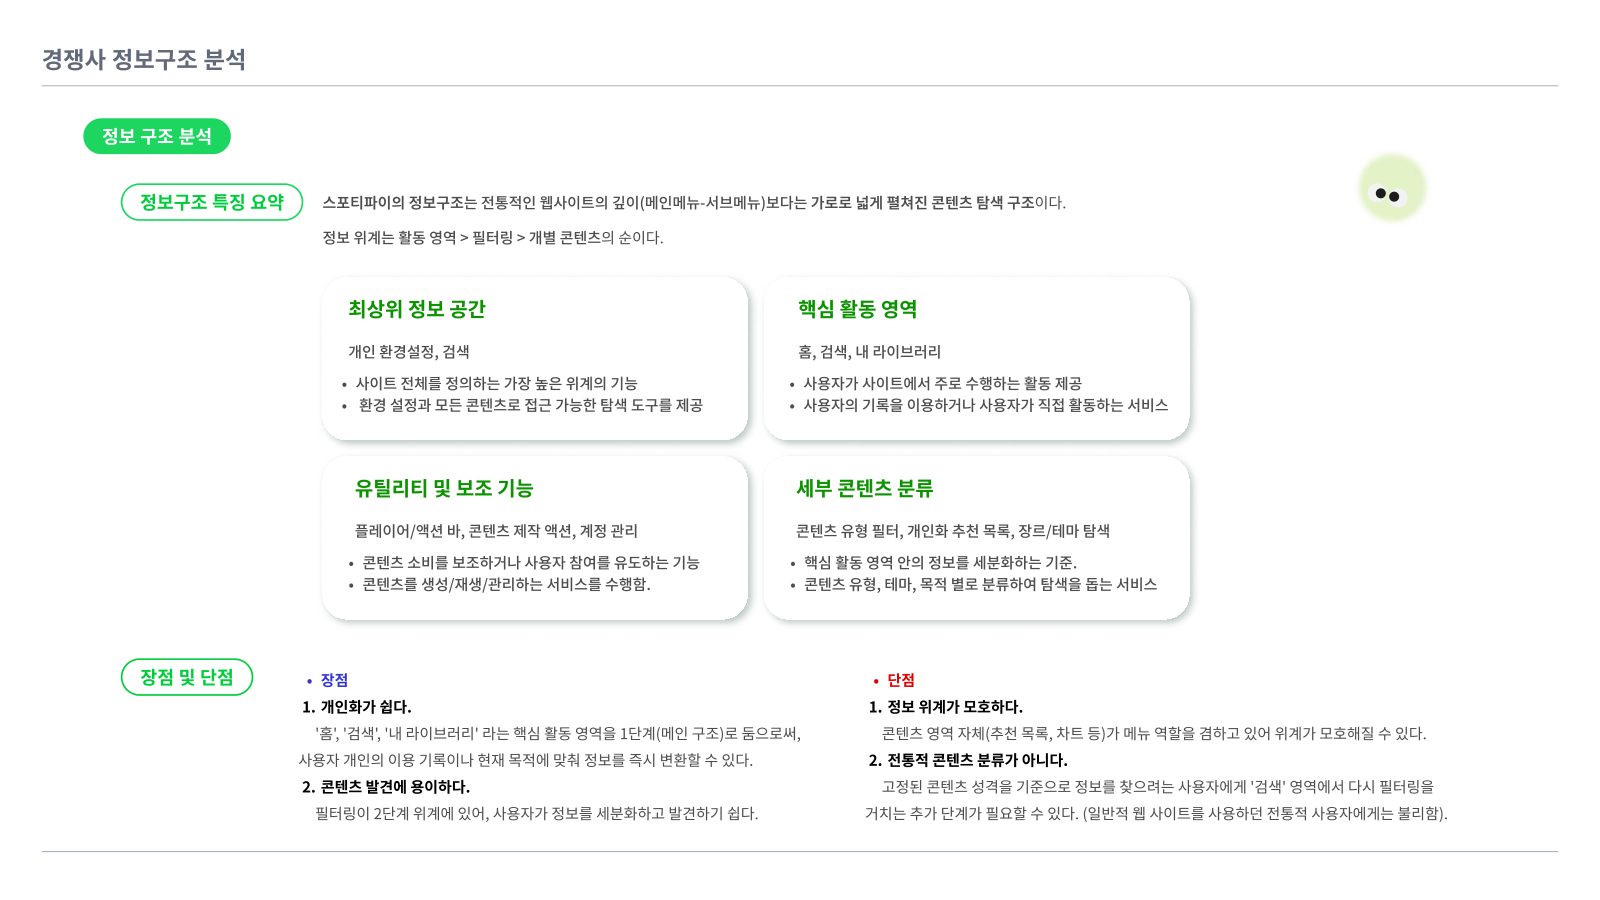 경쟁사 정보구조 분석
정보 구조 분석
정보구조 특징 요약
스포티파이의 정보구조는 전통적인 웹사이트의 깊이(메인메뉴-서브메뉴)보다는 가로로 넓게 펼쳐진 콘텐츠 탐색 구조이다.
정보 위계는 활동 영역 > 필터링 > 개별 콘텐츠의 순이다.
최상위 정보 공간
개인 환경설정, 검색
• 사이트 전체를 정의하는 가장 높은 위계의 기능
• 환경 설정과 모든 콘텐츠로 접근 가능한 탐색 도구를 제공
핵심 활동 영역
홈, 검색, 내 라이브러리
• 사용자가 사이트에서 주로 수행하는 활동 제공
• 사용자의 기록을 이용하거나 사용자가 직접 활동하는 서비스
유틸리티 및 보조 기능
플레이어/액션 바, 콘텐츠 제작 액션, 계정 관리
• 콘텐츠 소비를 보조하거나 사용자 참여를 유도하는 기능
• 콘텐츠를 생성/재생/관리하는 서비스를 수행함.
세부 콘텐츠 분류
콘텐츠 유형 필터, 개인화 추천 목록, 장르/테마 탐색
• 핵심 활동 영역 안의 정보를 세분화하는 기준.
• 콘텐츠 유형, 테마, 목적 별로 분류하여 탐색을 돕는 서비스
장점 및 단점
• 장점
1. 개인화가 쉽다.
'홈', '검색', '내 라이브러리' 라는 핵심 활동 영역을 1단계(메인 구조)로 둠으로써,
사용자 개인의 이용 기록이나 현재 목적에 맞춰 정보를 즉시 변환할 수 있다.
2. 콘텐츠 발견에 용이하다.
필터링이 2단계 위계에 있어, 사용자가 정보를 세분화하고 발견하기 쉽다.
• 단점
1. 정보 위계가 모호하다.
콘텐츠 영역 자체(추천 목록, 차트 등)가 메뉴 역할을 겸하고 있어 위계가 모호해질 수 있다.
2. 전통적 콘텐츠 분류가 아니다.
고정된 콘텐츠 성격을 기준으로 정보를 찾으려는 사용자에게 '검색' 영역에서 다시 필터링을
거치는 추가 단계가 필요할 수 있다. (일반적 웹 사이트를 사용하던 전통적 사용자에게는 불리함).